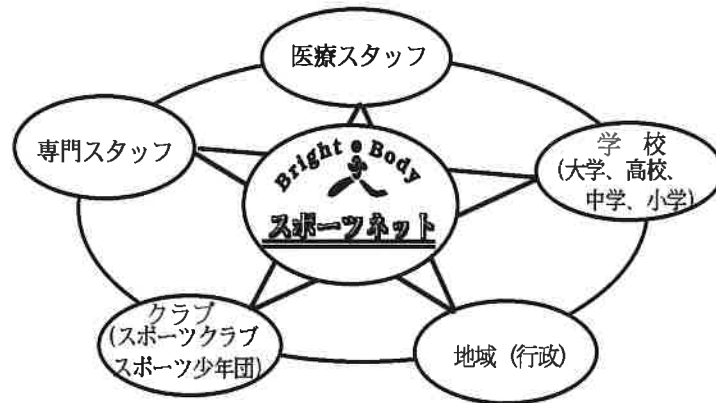 医療スタッフ
専門スタッフ
学 校
(大学、高校、
中学、小学)
Bright e Body
スポーツネット
クラブ
(スポーツクラブ
スポーツ少年団)
地域 (行政)